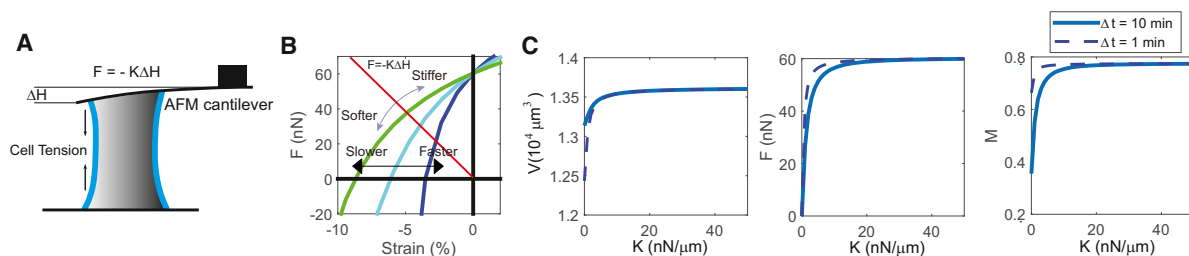 A
F = - KΔH
ΔH
AFM cantilever
Cell Tension
B
F=-KΔH
Stiffer
Softer
Slower
Faster
F (nN)
60
40
20
0
-20
-10
-5
0
Strain (%)
C
Δ t = 10 min
Δ t = 1 min
V(10⁴ μm³)
1.4
1.35
1.3
1.25
1.2
0
20
40
K (nN/μm)
F (nN)
60
40
20
0
0
20
40
K (nN/μm)
M
0.8
0.6
0.4
0.2
0
20
40
K (nN/μm)